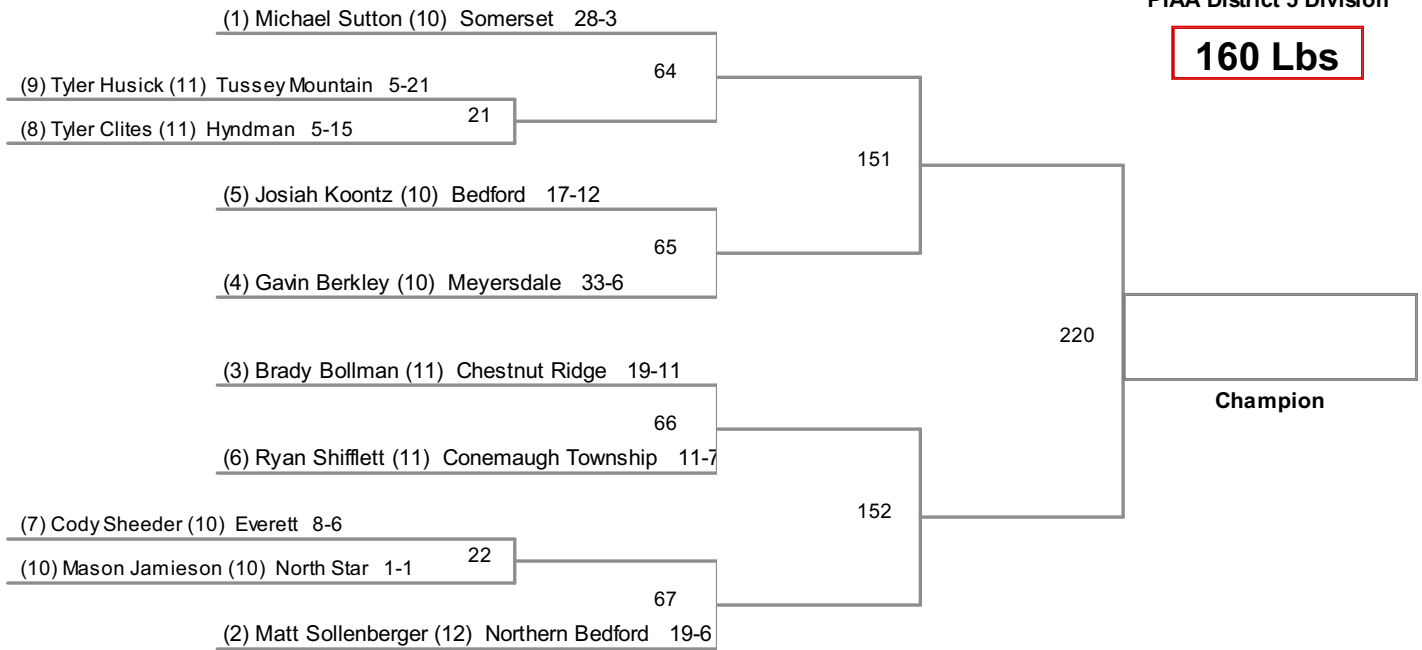 PIAA District 5 Division
160 Lbs
(1) Michael Sutton (10) Somerset 28-3
64
(9) Tyler Husick (11) Tussey Mountain 5-21
21
(8) Tyler Clites (11) Hyndman 5-15
151
(5) Josiah Koontz (10) Bedford 17-12
65
(4) Gavin Berkley (10) Meyersdale 33-6
220
(3) Brady Bollman (11) Chestnut Ridge 19-11
Champion
66
(6) Ryan Shifflett (11) Conemaugh Township 11-7
152
(7) Cody Sheeder (10) Everett 8-6
22
(10) Mason Jamieson (10) North Star 1-1
67
(2) Matt Sollenberger (12) Northern Bedford 19-6